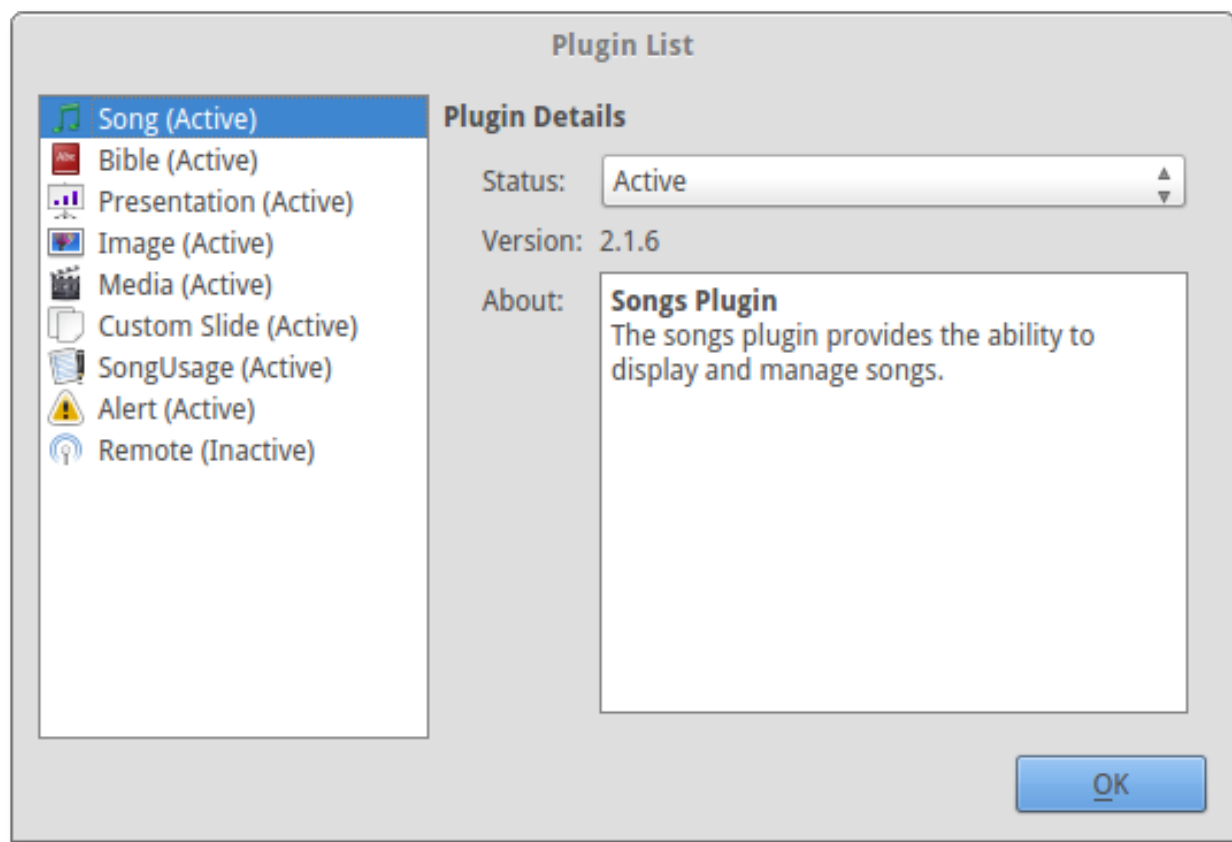 Plugin List
Song (Active)
Bible (Active)
Presentation (Active)
Image (Active)
Media (Active)
Custom Slide (Active)
SongUsage (Active)
Alert (Active)
Remote (Inactive)
Plugin Details
Status: Active
Version: 2.1.6
About: Songs Plugin
The songs plugin provides the ability to
display and manage songs.
OK